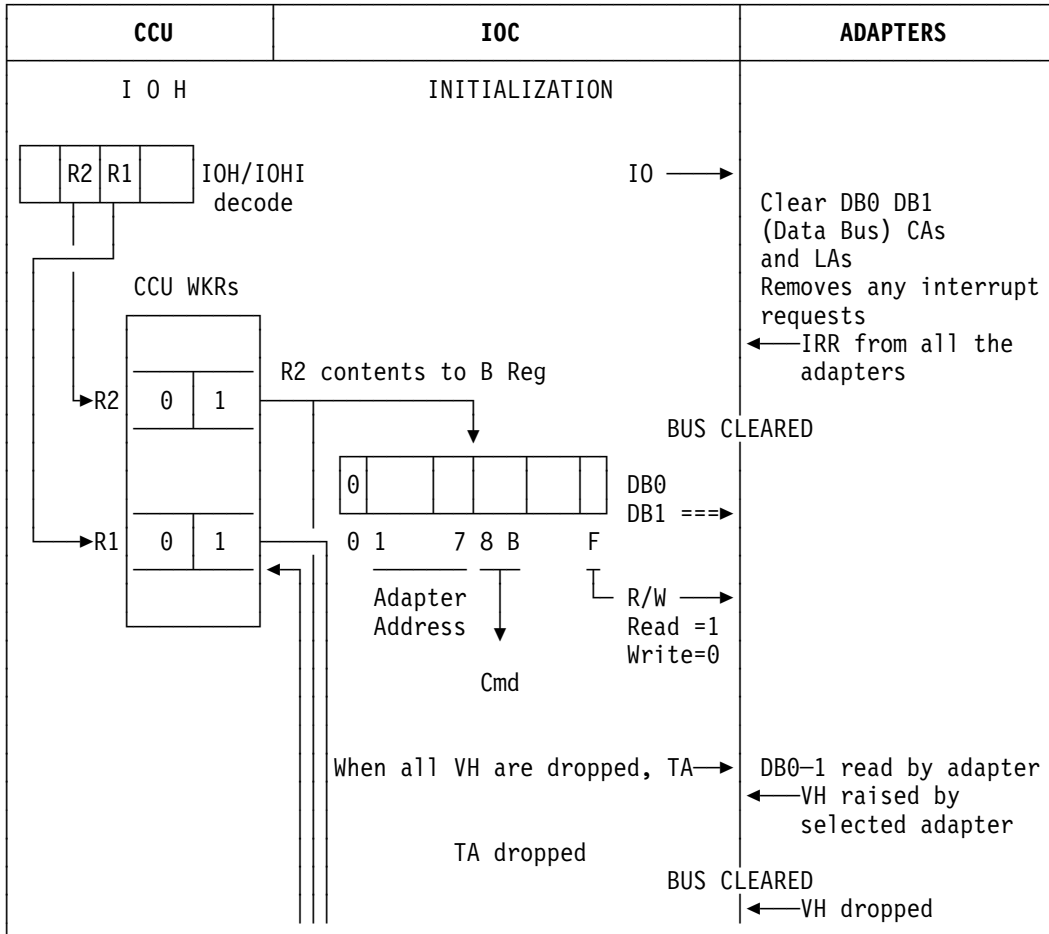 CCU IOC ADAPTERS
I O H INITIALIZATION
R2 R1 IOH/IOHI IO
decode
Clear DB0 DB1
(Data Bus) CAs
and LAs
CCU WKRs Removes any interrupt
requests
IRR from all the
R2 contents to B Reg adapters
R2 0 1
BUS CLEARED
0 DB0
DB1 ===
R1 0 1 0 1 7 8 B F
Adapter R/W
Address Read =1
Write=0
Cmd
When all VH are dropped, TA DB0–1 read by adapter
VH raised by
selected adapter
TA dropped
BUS CLEARED
VH dropped